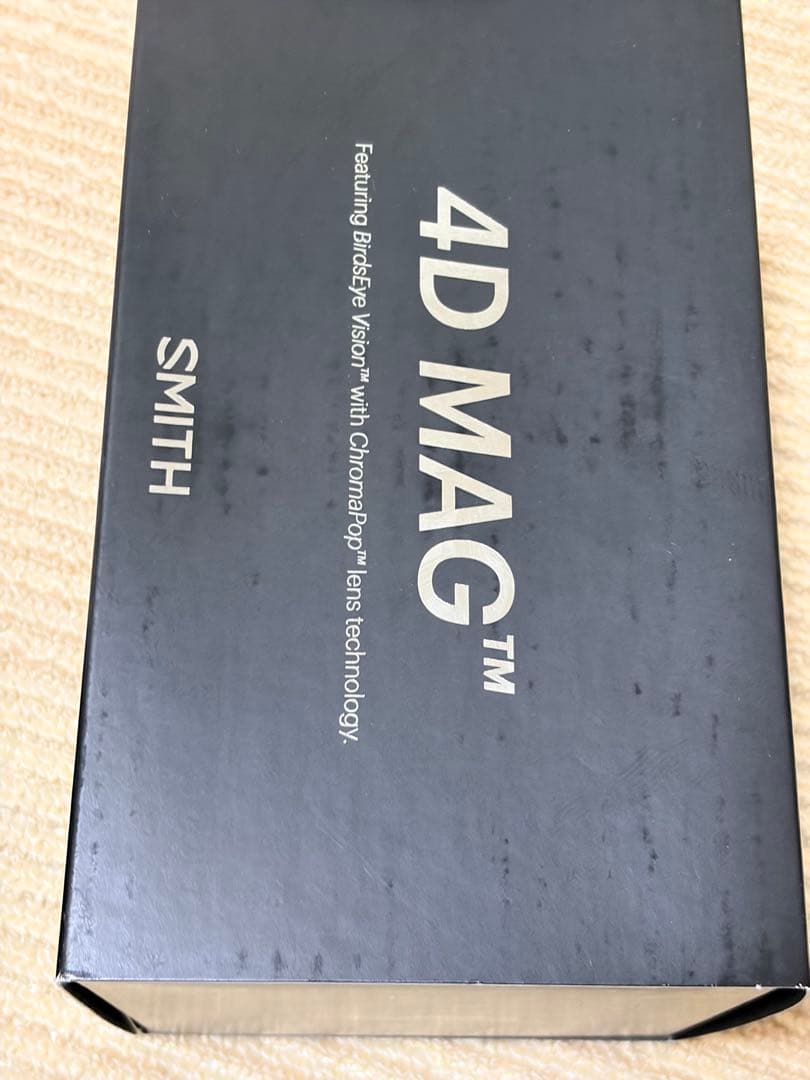 4D MAG™
Featuring BirdsEye Vision™ with ChromaPop™ lens technology.
SMITH